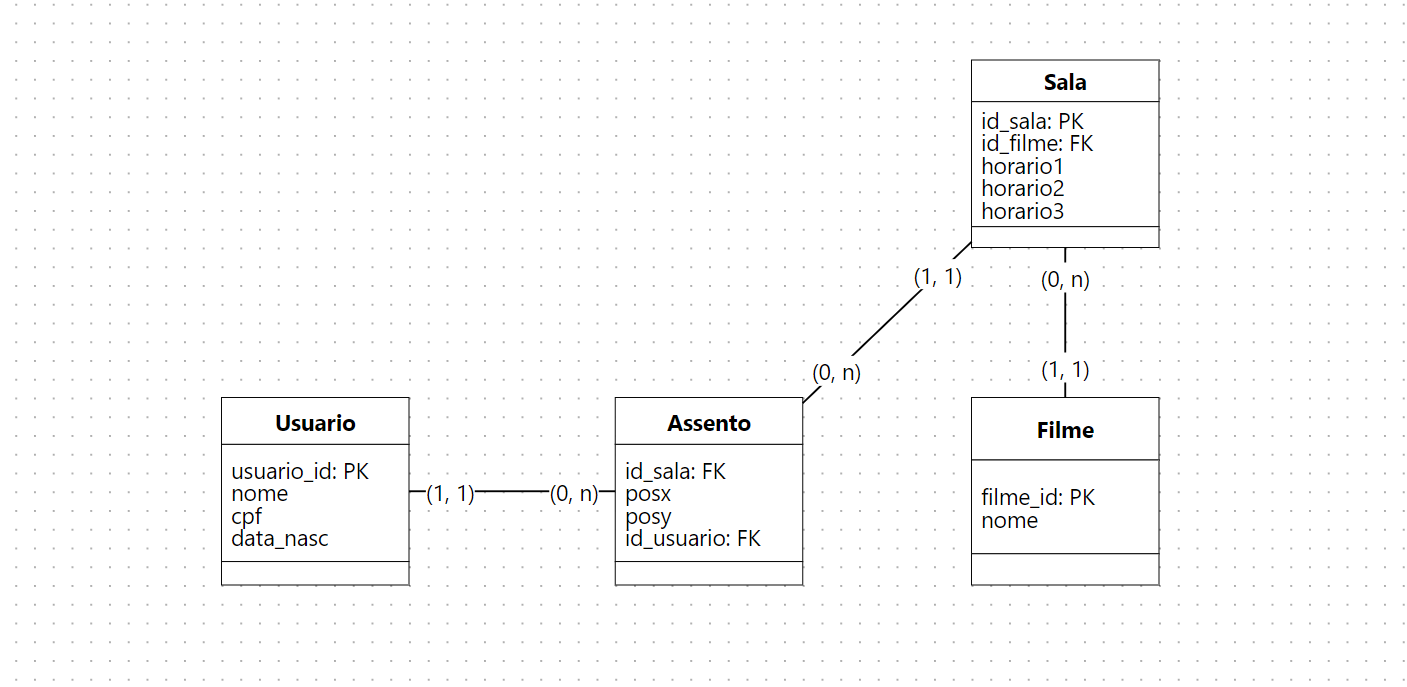 Sala
id_sala: PK
id_filme: FK
horario1
horario2
horario3
(1, 1)
(0, n)
(0, n)
(1, 1)
Usuario
usuario_id: PK
nome
cpf
data_nasc
(1, 1)
(0, n)
Assento
id_sala: FK
posx
posy
id_usuario: FK
Filme
filme_id: PK
nome